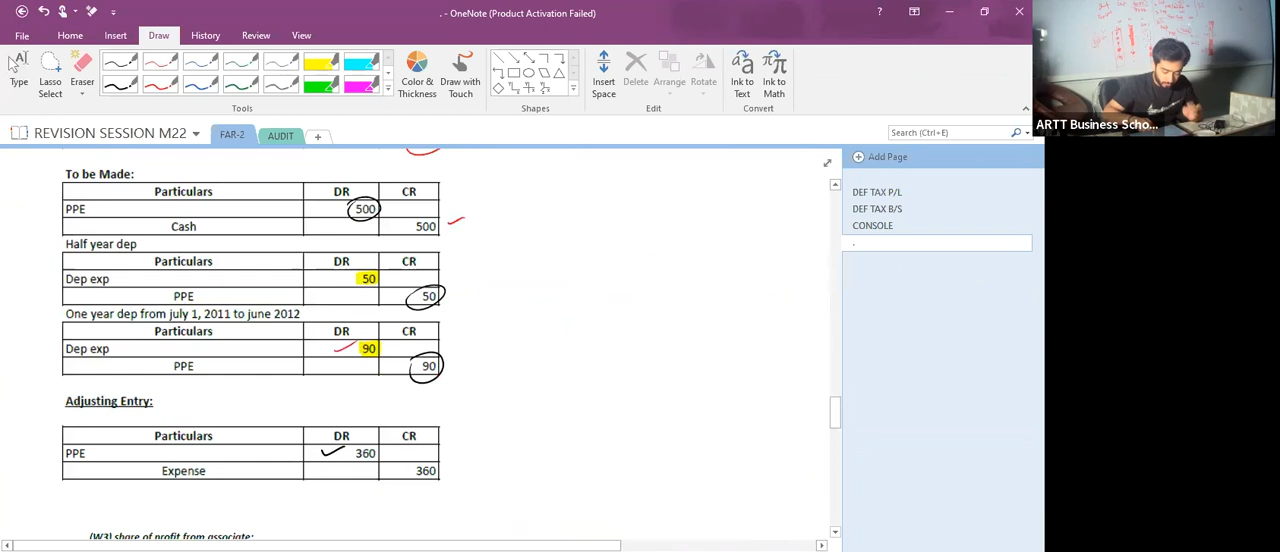 . - OneNote (Product Activation Failed)
?
File
Home
Insert
Draw
History
Review
View
Type
Lasso Select
Eraser
Color & Thickness
Draw with Touch
Insert Space
Delete
Arrange
Rotate
Ink to Text
Ink to Math
Tools
Shapes
Edit
Convert
ARTT Business Scho...
REVISION SESSION M22
FAR-2
AUDIT
+
Search (Ctrl+E)
Add Page
DEF TAX P/L
DEF TAX B/S
CONSOLE
.
To be Made:
Particulars DR CR
PPE 500
Cash 500
Half year dep
Particulars DR CR
Dep exp 50
PPE 50
One year dep from july 1, 2011 to june 2012
Particulars DR CR
Dep exp 90
PPE 90
Adjusting Entry:
Particulars DR CR
PPE 360
Expense 360
(W3) share of profit from associate: